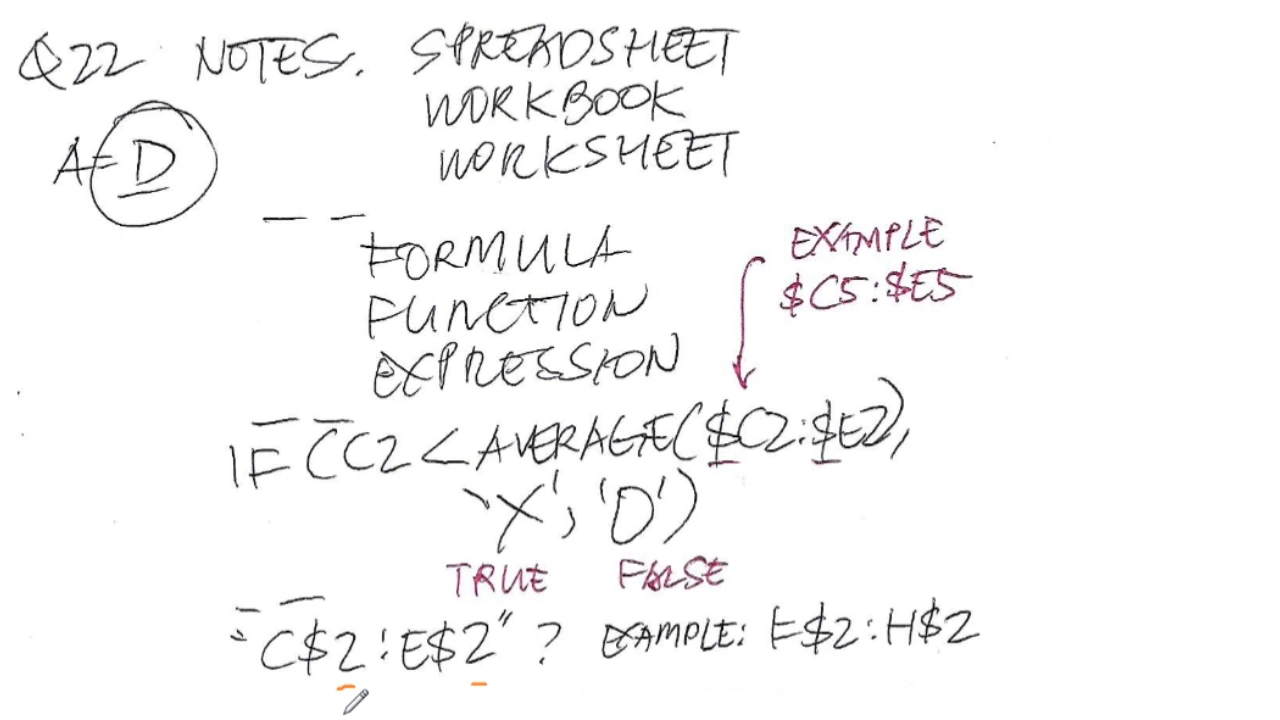 Q22 NOTES. SPREADSHEET
WORKBOOK
A = D WORKSHEET
FORMULA
FUNCTION
EXPRESSION
EXAMPLE
$C5:$E5
IF (C2 < AVERAGE($C2:$E2),
'X', 'D')
TRUE FALSE
"C$2:E$2" ? EXAMPLE: F$2:H$2